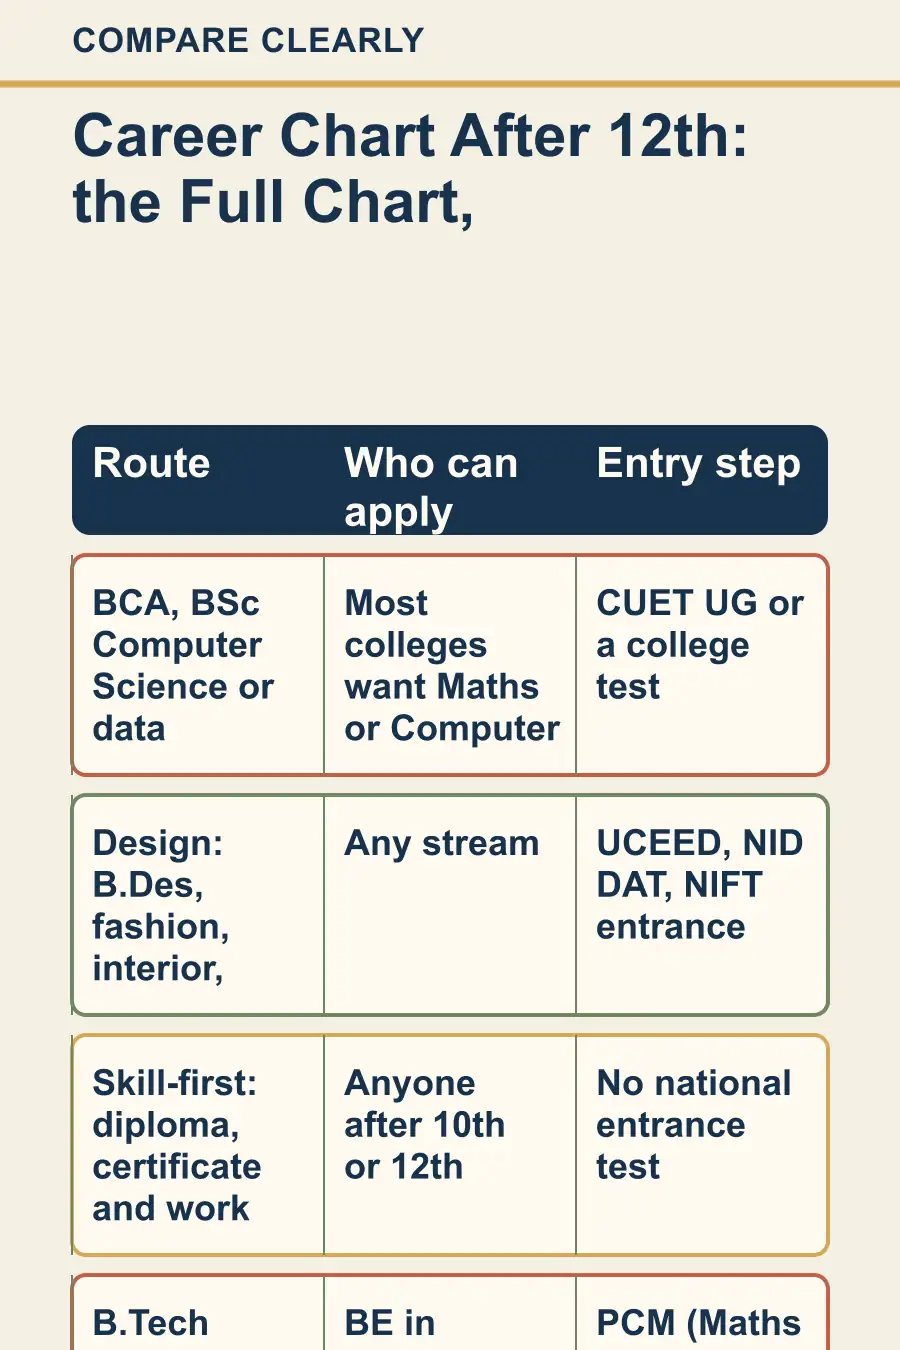 COMPARE CLEARLY
Career Chart After 12th:
the Full Chart,
Route
Who can
apply
Entry step
BCA, BSc
Computer
Science or
data
Most
colleges
want Maths
or Computer
CUET UG or
a college
test
Design:
B.Des,
fashion,
interior,
Any stream
UCEED, NID
DAT, NIFT
entrance
Skill-first:
diploma,
certificate
and work
Anyone
after 10th
or 12th
No national
entrance
test
B.Tech
BE in
PCM (Maths